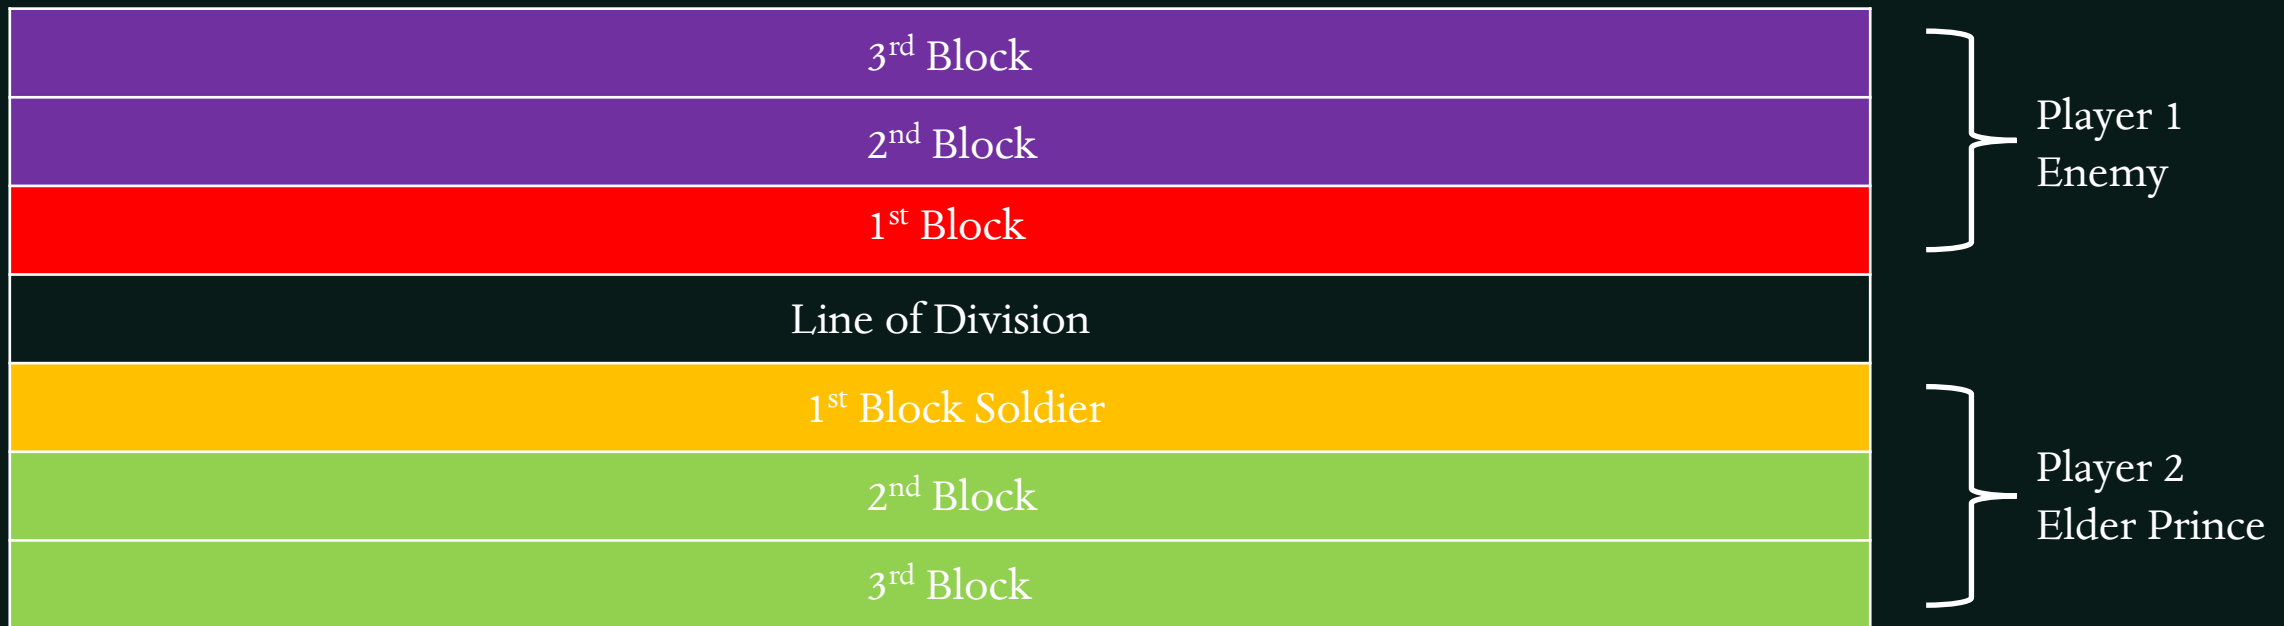 3rd Block
2nd Block
1st Block
Player 1
Enemy
Line of Division
1st Block Soldier
2nd Block
3rd Block
Player 2
Elder Prince